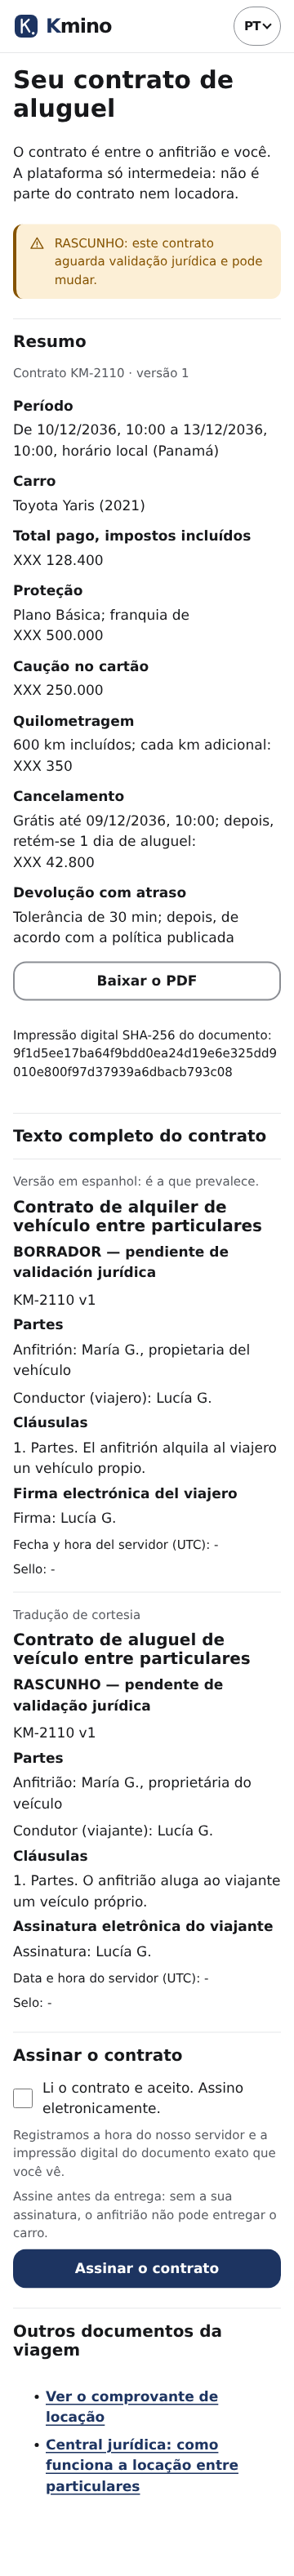 Kmino
PT
Seu contrato de
aluguel
O contrato é entre o anfitrião e você.
A plataforma só intermedeia: não é
parte do contrato nem locadora.
RASCUNHO: este contrato
aguarda validação jurídica e pode
mudar.
Resumo
Contrato KM-2110 · versão 1
Período
De 10/12/2036, 10:00 a 13/12/2036,
10:00, horário local (Panamá)
Carro
Toyota Yaris (2021)
Total pago, impostos incluídos
XXX 128.400
Proteção
Plano Básica; franquia de
XXX 500.000
Caução no cartão
XXX 250.000
Quilometragem
600 km incluídos; cada km adicional:
XXX 350
Cancelamento
Grátis até 09/12/2036, 10:00; depois,
retém-se 1 dia de aluguel:
XXX 42.800
Devolução com atraso
Tolerância de 30 min; depois, de
acordo com a política publicada
Baixar o PDF
Impressão digital SHA-256 do documento:
9f1d5ee17ba64f9bdd0ea24d19e6e325dd9
010e800f97d37939a6dbacb793c08
Texto completo do contrato
Versão em espanhol: é a que prevalece.
Contrato de alquiler de
vehículo entre particulares
BORRADOR — pendiente de
validación jurídica
KM-2110 v1
Partes
Anfitrión: María G., propietaria del
vehículo
Conductor (viajero): Lucía G.
Cláusulas
1. Partes. El anfitrión alquila al viajero
un vehículo propio.
Firma electrónica del viajero
Firma: Lucía G.
Fecha y hora del servidor (UTC): -
Sello: -
Tradução de cortesia
Contrato de aluguel de
veículo entre particulares
RASCUNHO — pendente de
validação jurídica
KM-2110 v1
Partes
Anfitrião: María G., proprietária do
veículo
Condutor (viajante): Lucía G.
Cláusulas
1. Partes. O anfitrião aluga ao viajante
um veículo próprio.
Assinatura eletrônica do viajante
Assinatura: Lucía G.
Data e hora do servidor (UTC): -
Selo: -
Assinar o contrato
Li o contrato e aceito. Assino
eletronicamente.
Registramos a hora do nosso servidor e a
impressão digital do documento exato que
você vê.
Assine antes da entrega: sem a sua
assinatura, o anfitrião não pode entregar o
carro.
Assinar o contrato
Outros documentos da
viagem
• Ver o comprovante de
locação
• Central jurídica: como
funciona a locação entre
particulares